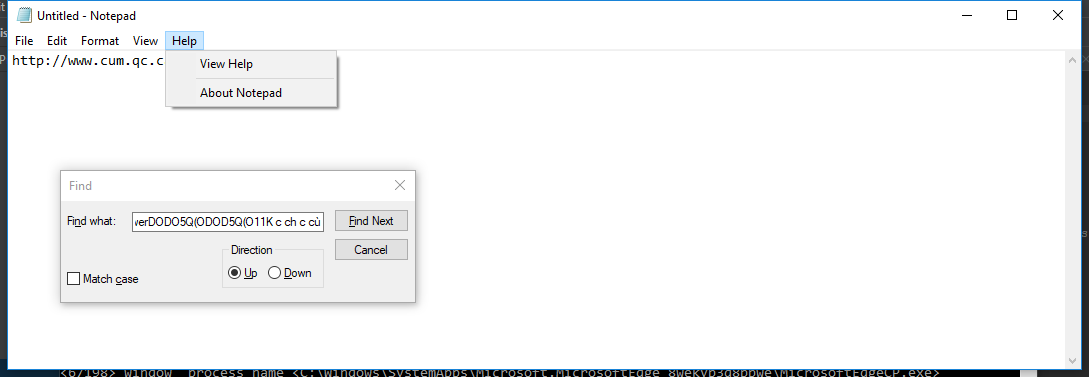 Untitled - Notepad
File Edit Format View Help
http://www.cum.qc.c
View Help
About Notepad
Find
Find what: verDODO5Q(ODOD5Q(O11K c ch c củ Find Next
Direction Cancel
Up Down
Match case
<6/198> window process name <C:\Windows\SystemApps\Microsoft.MicrosoftEdge_8wekyb3d8bbwe\MicrosoftEdgeCP.exe>